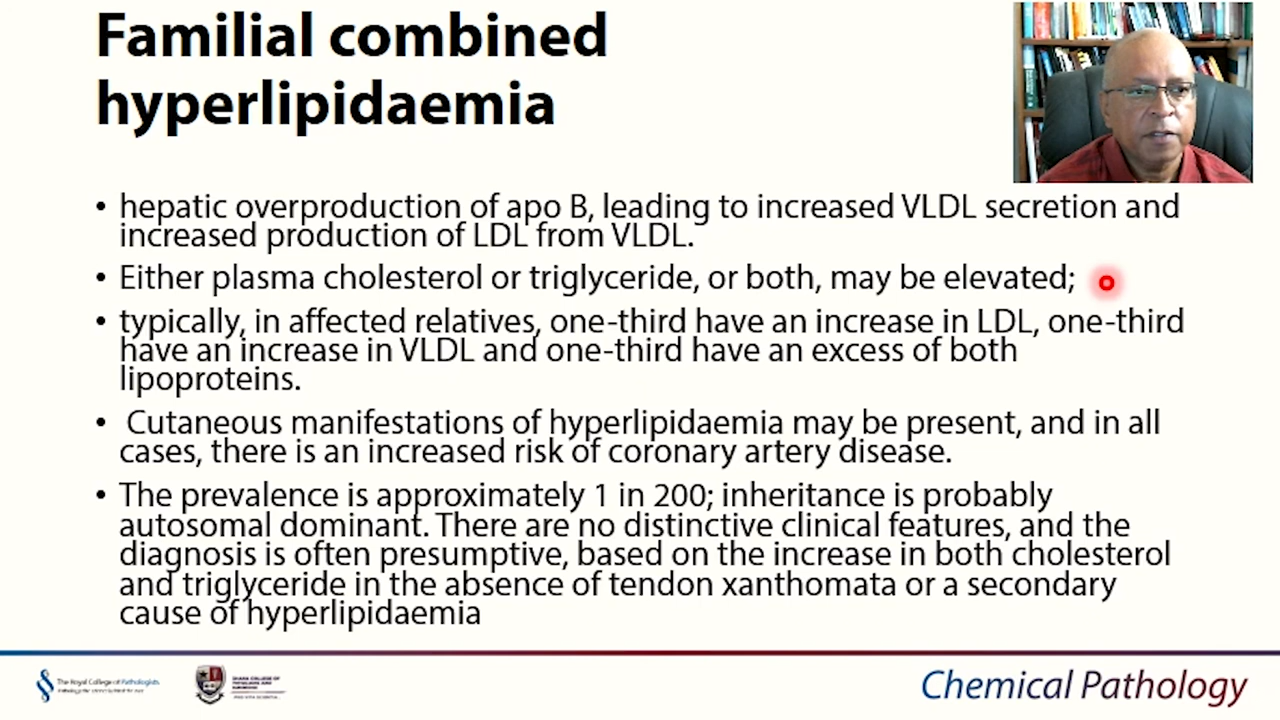 Familial combined
hyperlipidaemia
• hepatic overproduction of apo B, leading to increased VLDL secretion and
increased production of LDL from VLDL.
• Either plasma cholesterol or triglyceride, or both, may be elevated;
• typically, in affected relatives, one-third have an increase in LDL, one-third
have an increase in VLDL and one-third have an excess of both
lipoproteins.
• Cutaneous manifestations of hyperlipidaemia may be present, and in all
cases, there is an increased risk of coronary artery disease.
• The prevalence is approximately 1 in 200; inheritance is probably
autosomal dominant. There are no distinctive clinical features, and the
diagnosis is often presumptive, based on the increase in both cholesterol
and triglyceride in the absence of tendon xanthomata or a secondary
cause of hyperlipidaemia
The Royal College of Pathologists
Chemical Pathology